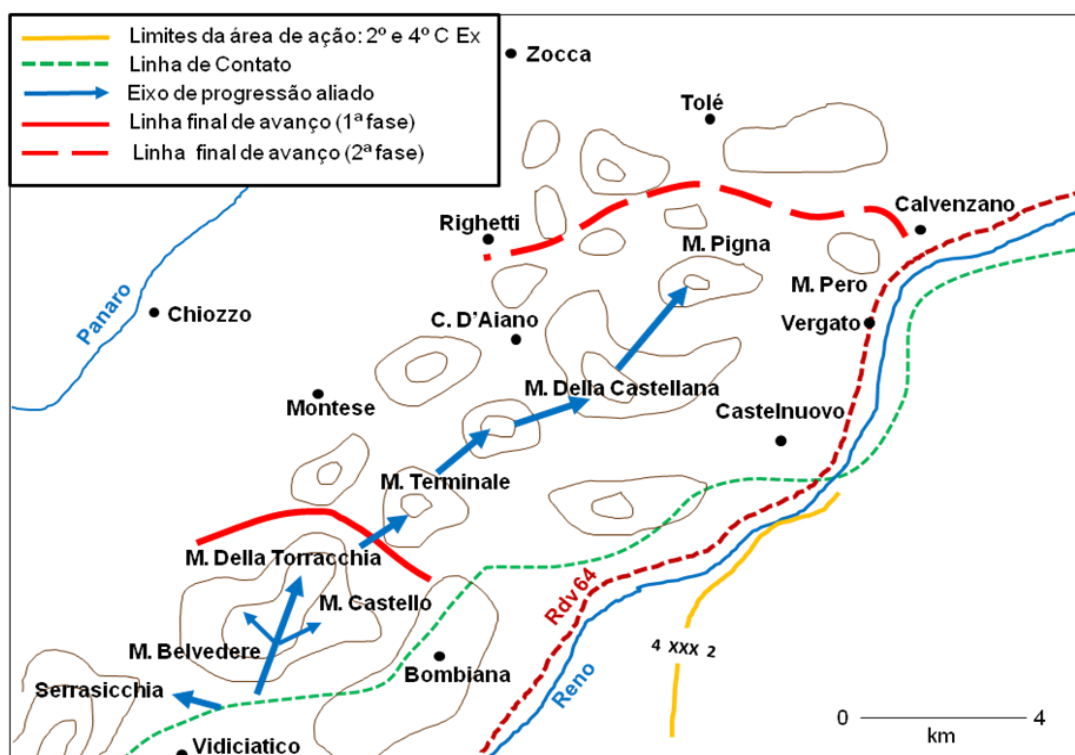 Limites da área de ação: 2º e 4º C Ex
Linha de Contato
Eixo de progressão aliado
Linha final de avanço (1ª fase)
Linha final de avanço (2ª fase)
Zocca
Tolé
Righetti
Calvenzano
M. Pigna
M. Pero
Panaro
Chiozzo
C. D'Aiano
Vergato
M. Della Castellana
Montese
Castelnuovo
M. Terminale
M. Della Torracchia
Rdv 64
M. Castello
M. Belvedere
Bombiana
4 XXX 2
Serrasicchia
Reno
Vidiciatico
0 4
km